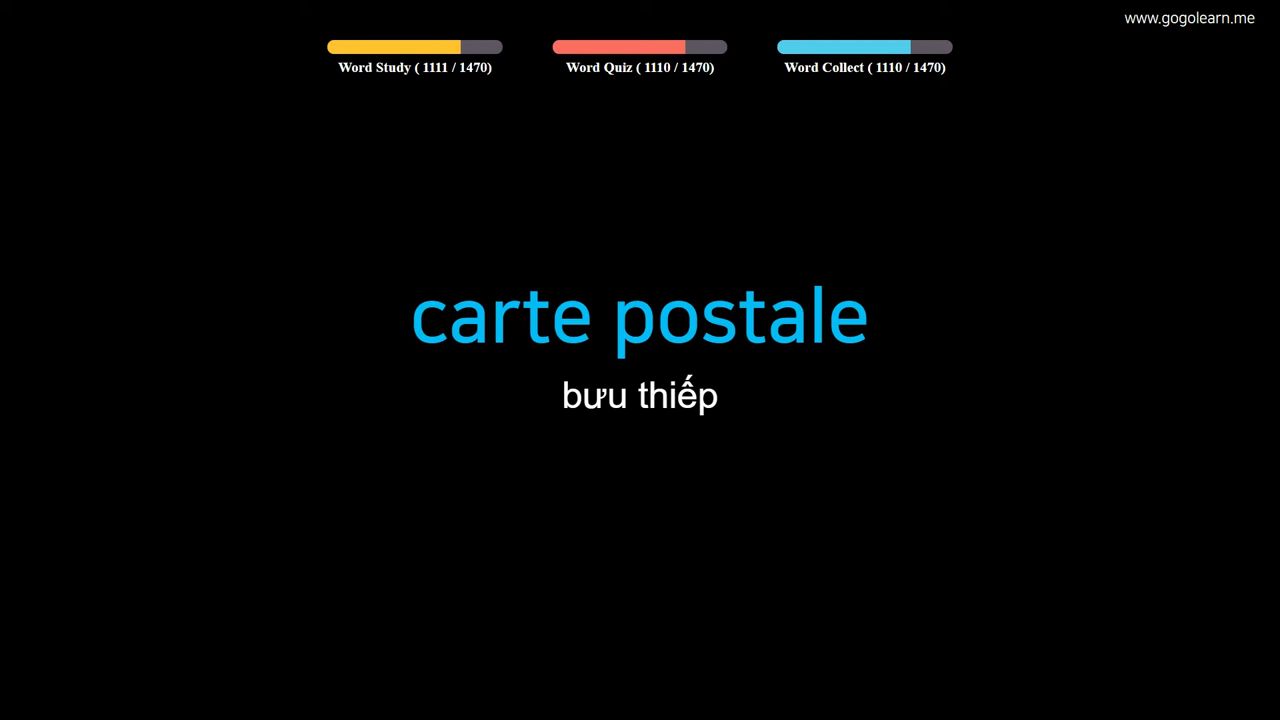 www.gogolearn.me
Word Study ( 1111 / 1470)
Word Quiz ( 1110 / 1470)
Word Collect ( 1110 / 1470)
carte postale
bưu thiếp